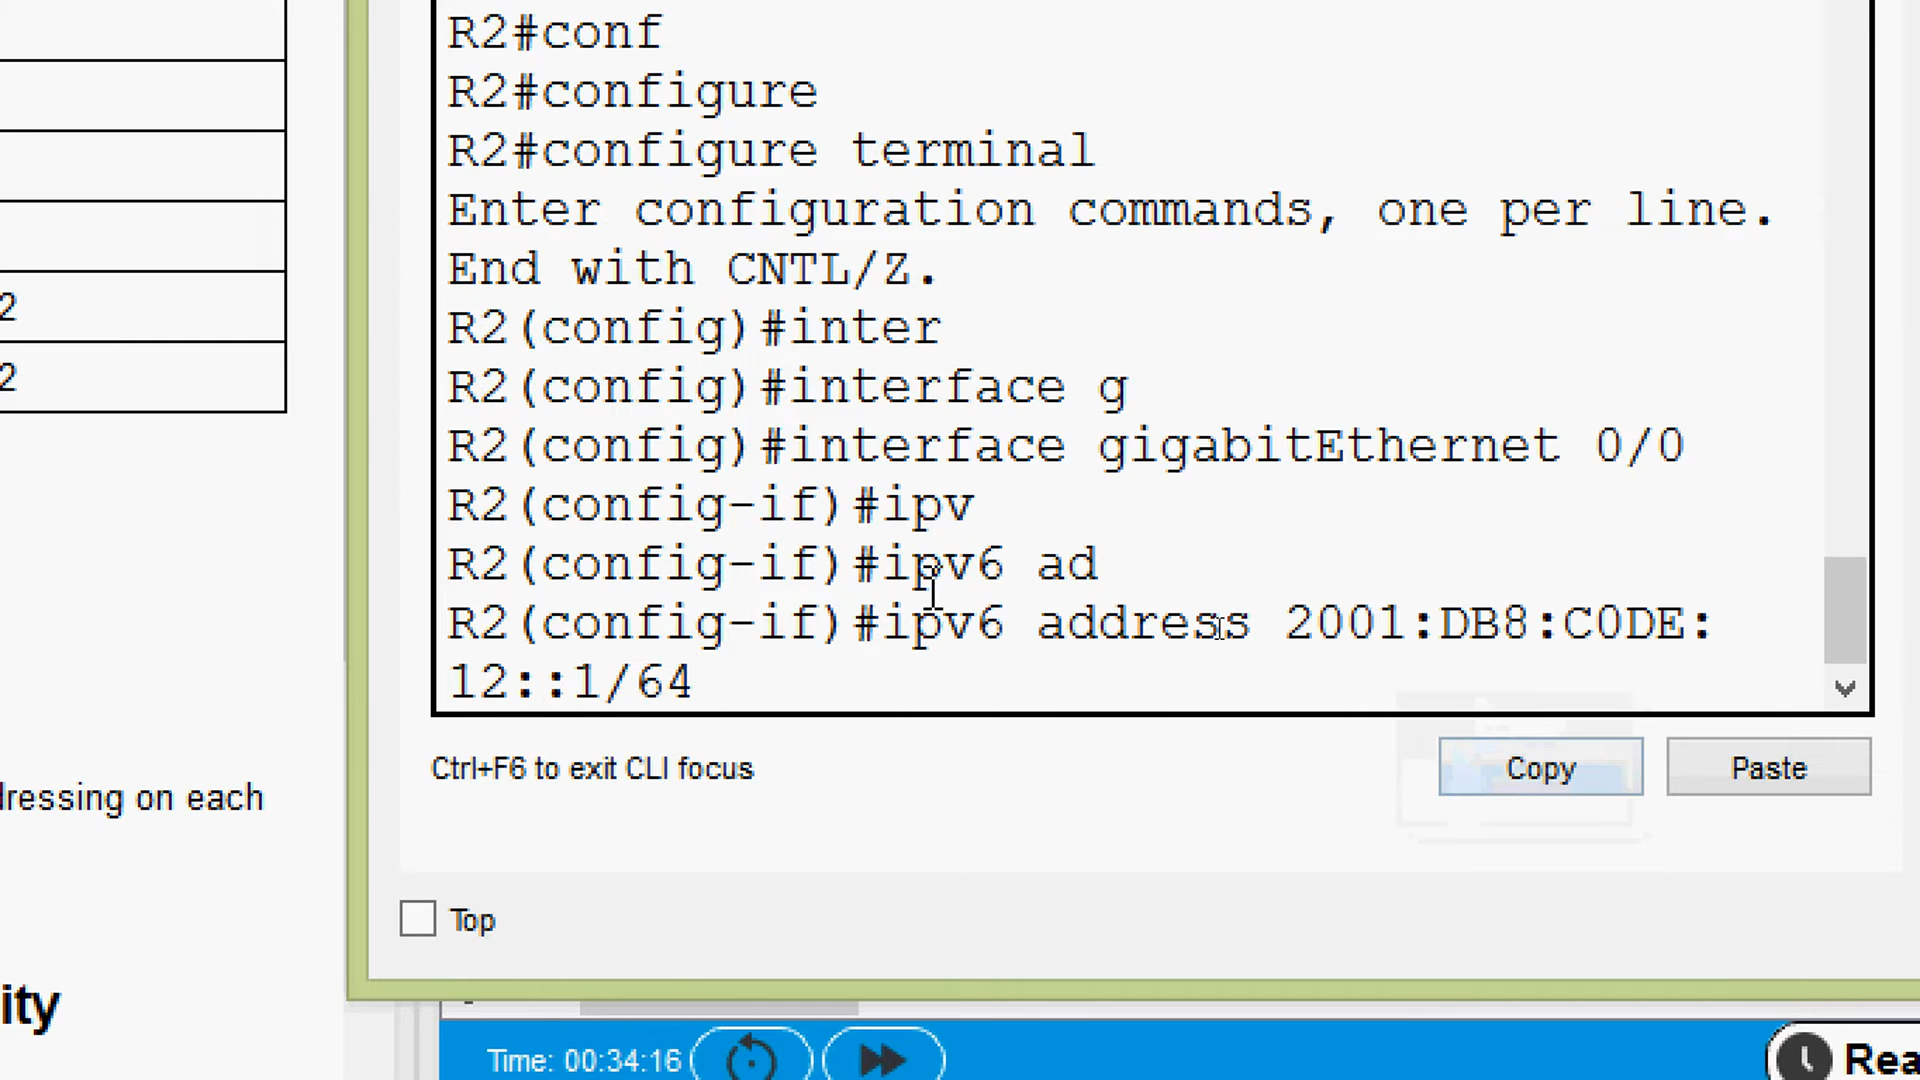 R2#conf
R2#configure
R2#configure terminal
Enter configuration commands, one per line.
End with CNTL/Z.
R2(config)#inter
R2(config)#interface g
R2(config)#interface gigabitEthernet 0/0
R2(config-if)#ipv
R2(config-if)#ipv6 ad
R2(config-if)#ipv6 address 2001:DB8:C0DE:
12::1/64
2
2
Ctrl+F6 to exit CLI focus
Copy
Paste
dressing on each
Top
ity
Time: 00:34:16
Rea